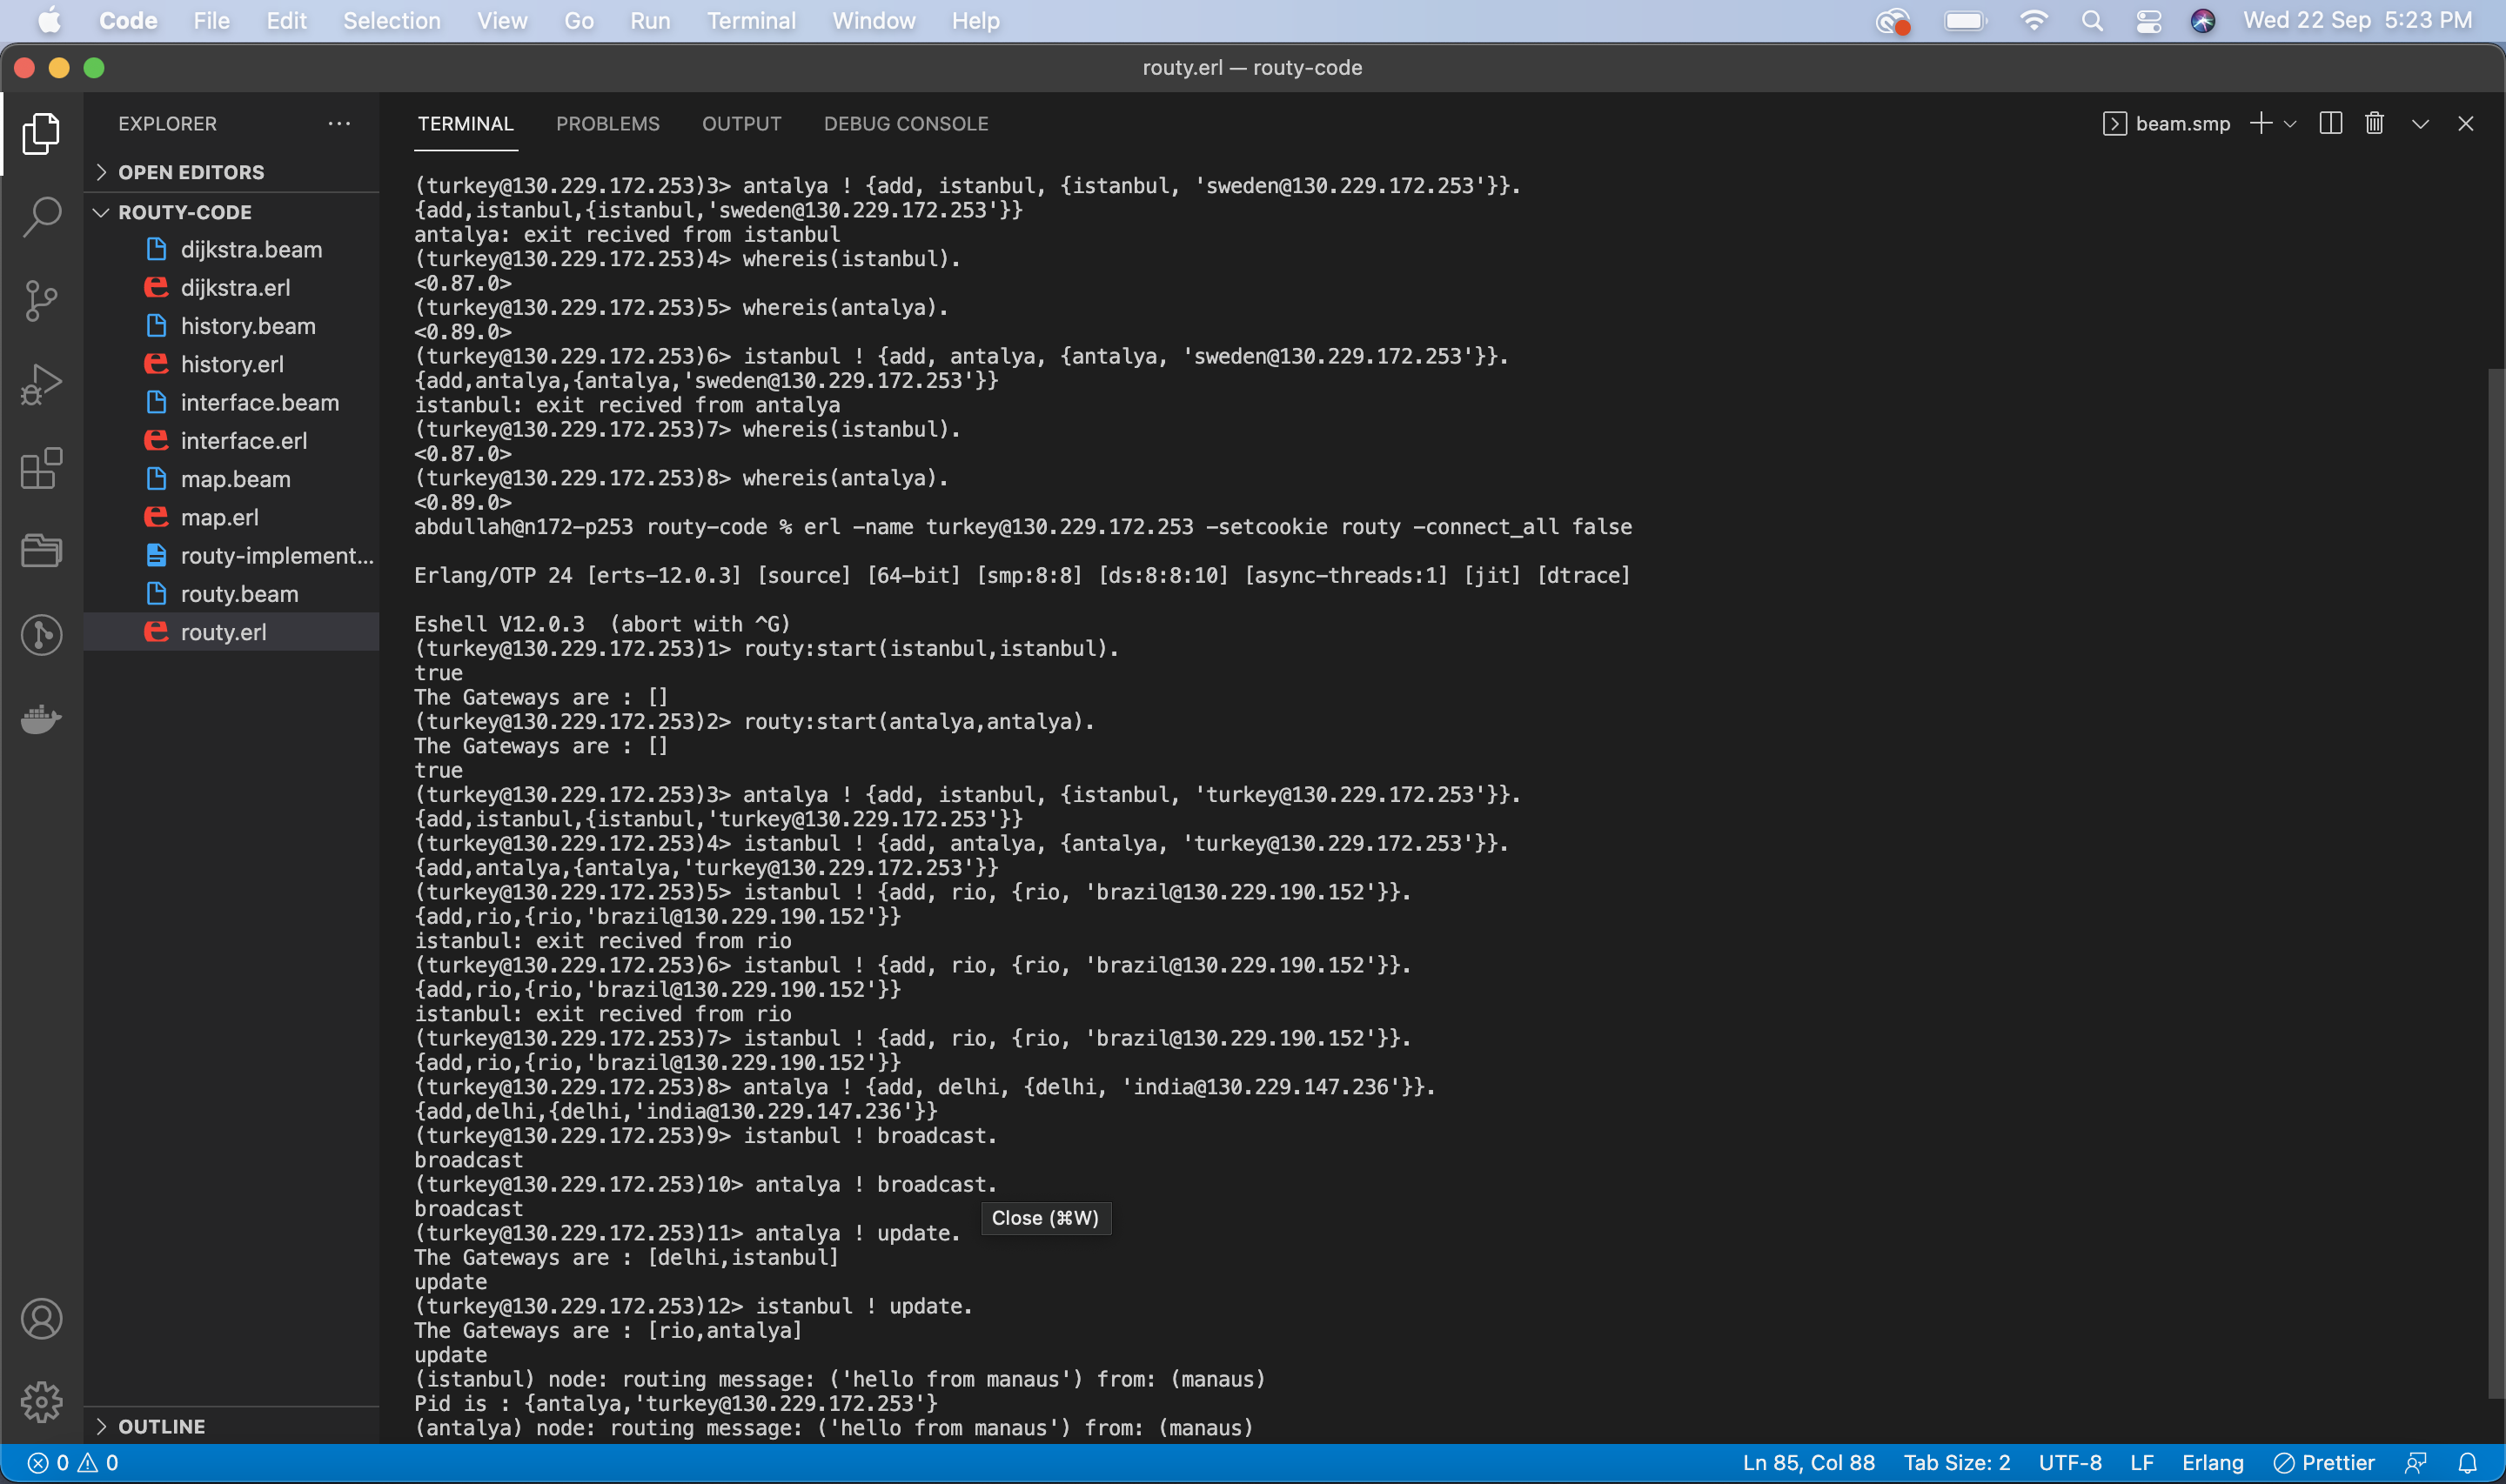 Code File Edit Selection View Go Run Terminal Window Help Wed 22 Sep 5:23 PM
routy.erl — routy-code
EXPLORER ···
OPEN EDITORS
ROUTY-CODE
dijkstra.beam
dijkstra.erl
history.beam
history.erl
interface.beam
interface.erl
map.beam
map.erl
routy-implement...
routy.beam
routy.erl
OUTLINE
TERMINAL PROBLEMS OUTPUT DEBUG CONSOLE beam.smp
(turkey@130.229.172.253)3> antalya ! {add, istanbul, {istanbul, 'sweden@130.229.172.253'}}.
{add,istanbul,{istanbul,'sweden@130.229.172.253'}}
antalya: exit recived from istanbul
(turkey@130.229.172.253)4> whereis(istanbul).
<0.87.0>
(turkey@130.229.172.253)5> whereis(antalya).
<0.89.0>
(turkey@130.229.172.253)6> istanbul ! {add, antalya, {antalya, 'sweden@130.229.172.253'}}.
{add,antalya,{antalya,'sweden@130.229.172.253'}}
istanbul: exit recived from antalya
(turkey@130.229.172.253)7> whereis(istanbul).
<0.87.0>
(turkey@130.229.172.253)8> whereis(antalya).
<0.89.0>
abdullah@n172-p253 routy-code % erl -name turkey@130.229.172.253 -setcookie routy -connect_all false
Erlang/OTP 24 [erts-12.0.3] [source] [64-bit] [smp:8:8] [ds:8:8:10] [async-threads:1] [jit] [dtrace]
Eshell V12.0.3  (abort with ^G)
(turkey@130.229.172.253)1> routy:start(istanbul,istanbul).
true
The Gateways are : []
(turkey@130.229.172.253)2> routy:start(antalya,antalya).
The Gateways are : []
true
(turkey@130.229.172.253)3> antalya ! {add, istanbul, {istanbul, 'turkey@130.229.172.253'}}.
{add,istanbul,{istanbul,'turkey@130.229.172.253'}}
(turkey@130.229.172.253)4> istanbul ! {add, antalya, {antalya, 'turkey@130.229.172.253'}}.
{add,antalya,{antalya,'turkey@130.229.172.253'}}
(turkey@130.229.172.253)5> istanbul ! {add, rio, {rio, 'brazil@130.229.190.152'}}.
{add,rio,{rio,'brazil@130.229.190.152'}}
istanbul: exit recived from rio
(turkey@130.229.172.253)6> istanbul ! {add, rio, {rio, 'brazil@130.229.190.152'}}.
{add,rio,{rio,'brazil@130.229.190.152'}}
istanbul: exit recived from rio
(turkey@130.229.172.253)7> istanbul ! {add, rio, {rio, 'brazil@130.229.190.152'}}.
{add,rio,{rio,'brazil@130.229.190.152'}}
(turkey@130.229.172.253)8> antalya ! {add, delhi, {delhi, 'india@130.229.147.236'}}.
{add,delhi,{delhi,'india@130.229.147.236'}}
(turkey@130.229.172.253)9> istanbul ! broadcast.
broadcast
(turkey@130.229.172.253)10> antalya ! broadcast.
broadcast
Close (⌘W)
(turkey@130.229.172.253)11> antalya ! update.
The Gateways are : [delhi,istanbul]
update
(turkey@130.229.172.253)12> istanbul ! update.
The Gateways are : [rio,antalya]
update
(istanbul) node: routing message: ('hello from manaus') from: (manaus)
Pid is : {antalya,'turkey@130.229.172.253'}
(antalya) node: routing message: ('hello from manaus') from: (manaus)
0 0 Ln 85, Col 88 Tab Size: 2 UTF-8 LF Erlang Prettier